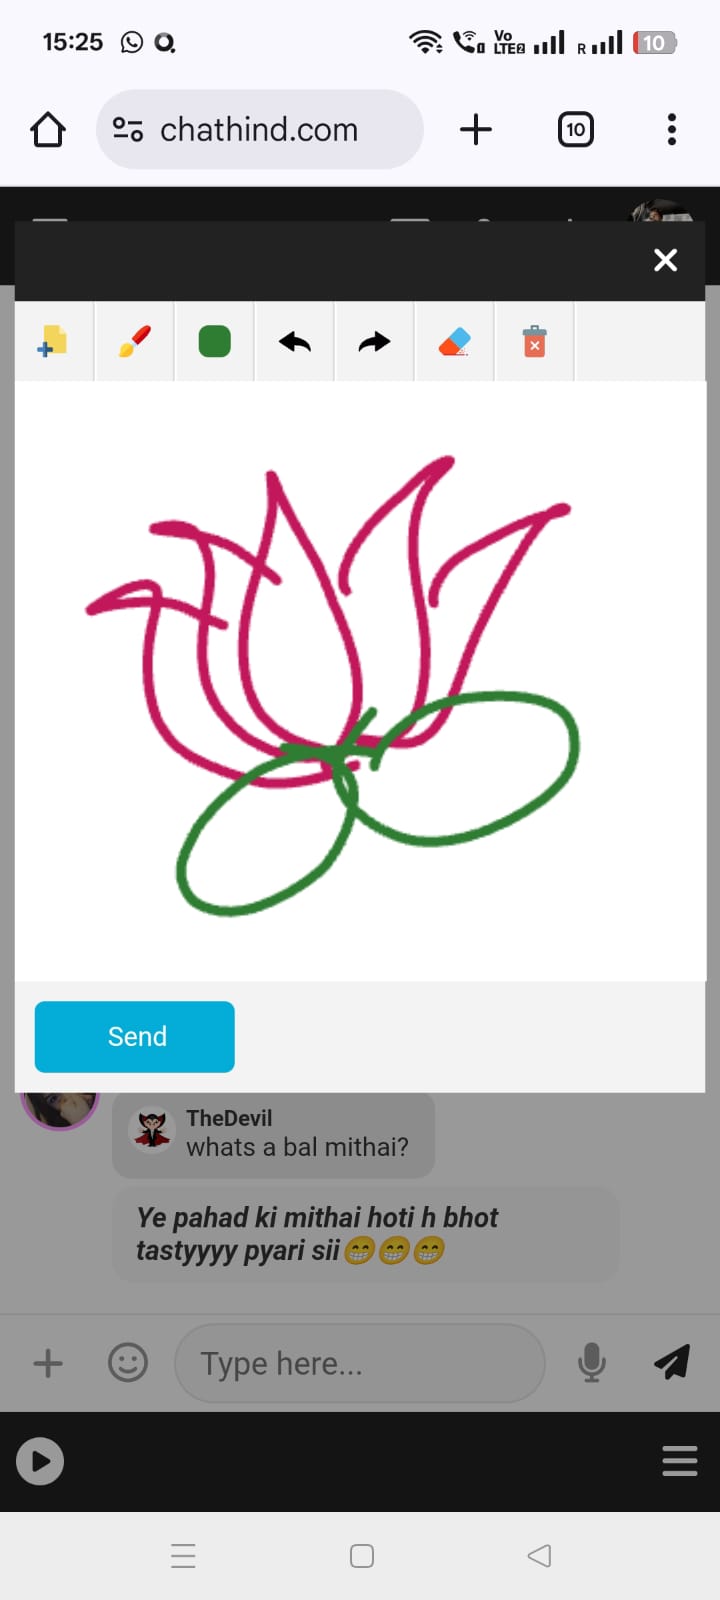 15:25
Vo
LTE2
R
10
chathind.com
10
Send
TheDevil
whats a bal mithai?
Ye pahad ki mithai hoti h bhot
tastyyyy pyari sii😁😁😁
Type here...